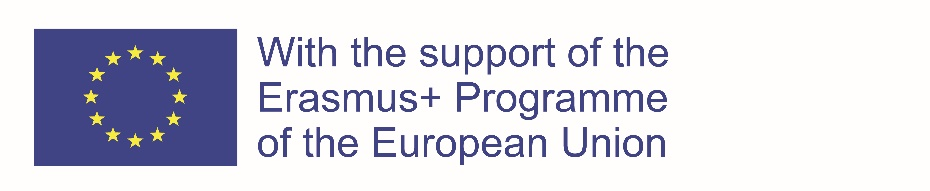 With the support of the
Erasmus+ Programme
of the European Union